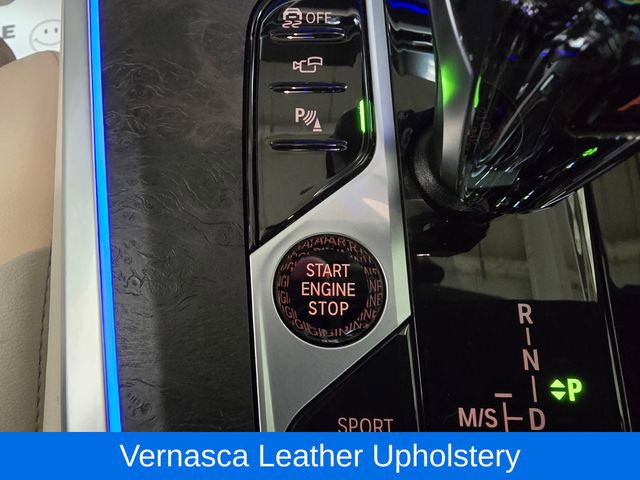 OFF
P
START
ENGINE
STOP
R
N
P
M/S
D
SPORT
Vernasca Leather Upholstery